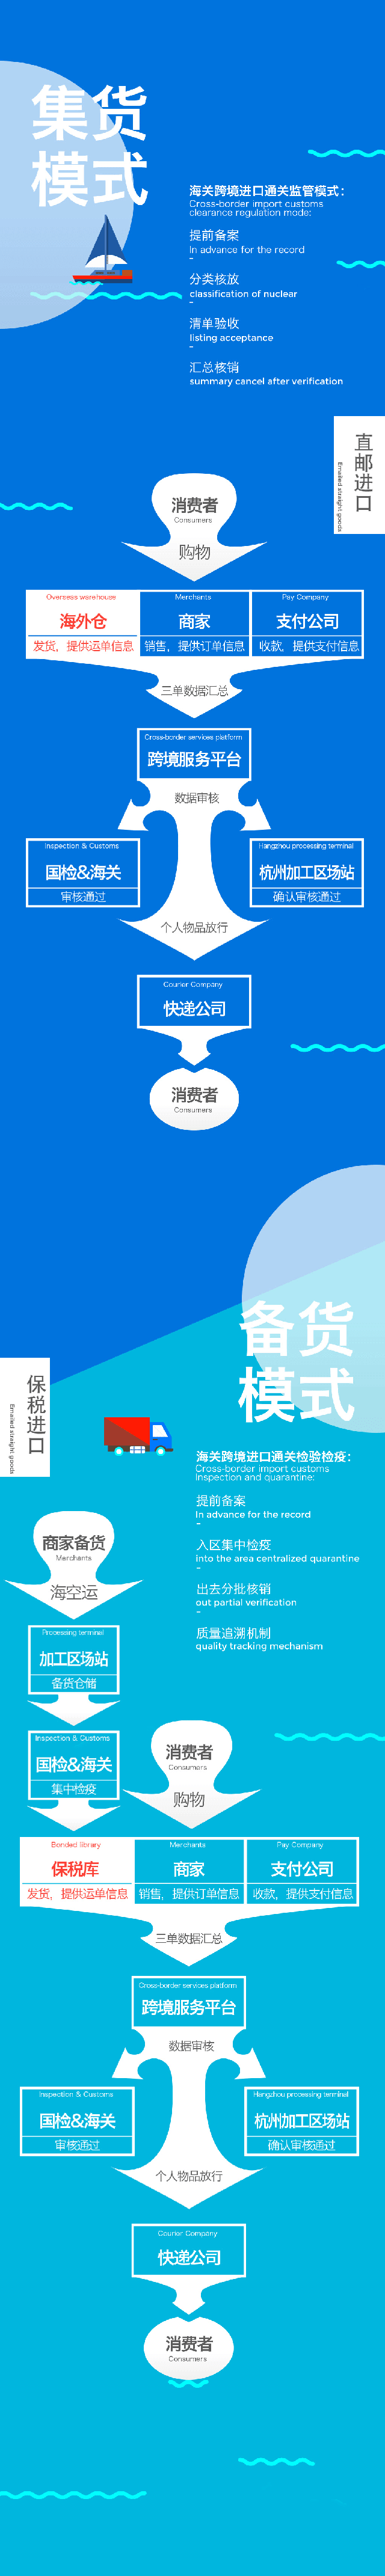 集货
模式
海关跨境进口通关监管模式：
Cross-border import customs
clearance regulation mode:
提前备案
In advance for the record
–
分类核放
classification of nuclear
–
清单验收
listing acceptance
–
汇总核销
summary cancel after verification
直邮进口
Emailed straight goods
消费者
Consumers
购物
Overseas warehouse
海外仓
发货，提供运单信息
Merchants
商家
销售，提供订单信息
Pay Company
支付公司
收款，提供支付信息
三单数据汇总
Cross-border services platform
跨境服务平台
数据审核
Inspection & Customs
国检&海关
审核通过
Hangzhou processing terminal
杭州加工区场站
确认审核通过
个人物品放行
Courier Company
快递公司
消费者
Consumers
备货
模式
保税进口
Emailed straight goods
海关跨境进口通关检验检疫：
Cross-border import customs
Inspection and quarantine:
提前备案
In advance for the record
–
入区集中检疫
into the area centralized quarantine
–
出去分批核销
out partial verification
–
质量追溯机制
quality tracking mechanism
商家备货
Merchants
海空运
Processing terminal
加工区场站
备货仓储
Inspection & Customs
国检&海关
集中检疫
消费者
Consumers
购物
Bonded library
保税库
发货，提供运单信息
Merchants
商家
销售，提供订单信息
Pay Company
支付公司
收款，提供支付信息
三单数据汇总
Cross-border services platform
跨境服务平台
数据审核
Inspection & Customs
国检&海关
审核通过
Hangzhou processing terminal
杭州加工区场站
确认审核通过
个人物品放行
Courier Company
快递公司
消费者
Consumers